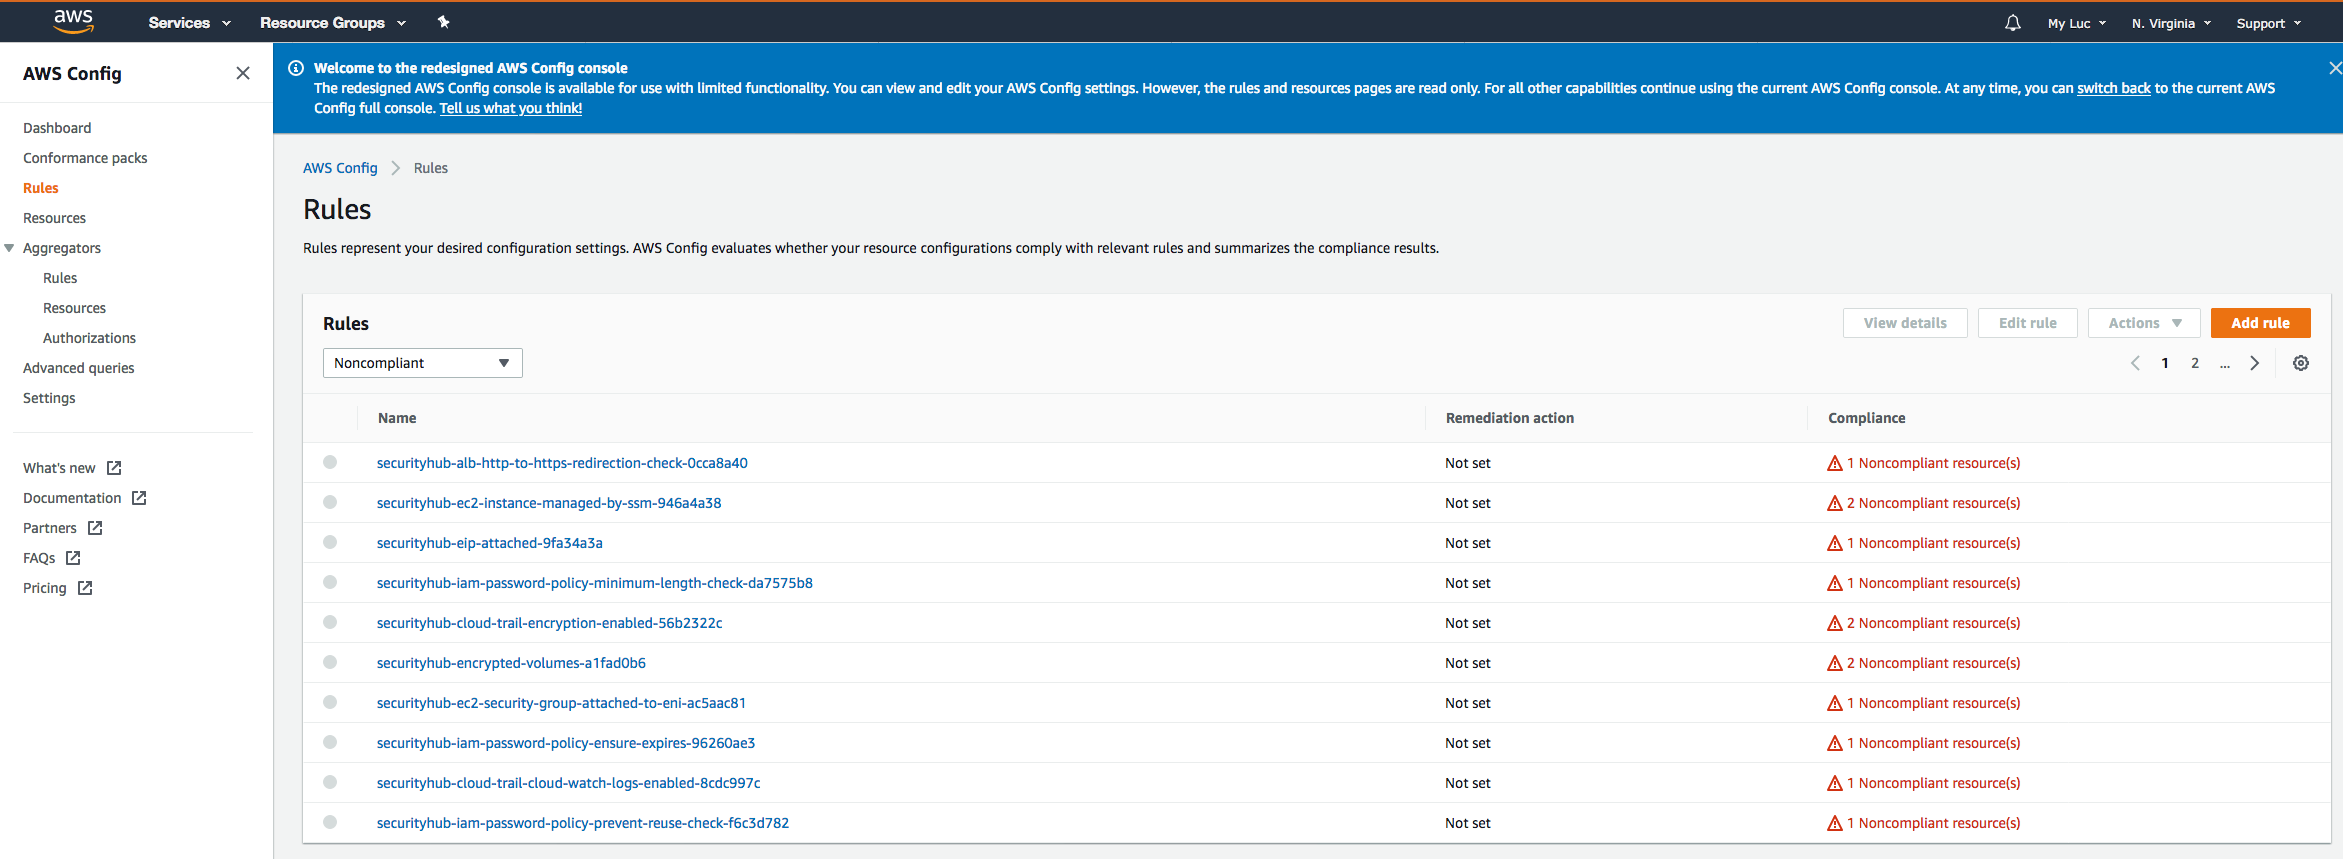 aws Services Resource Groups My Luc N. Virginia Support
AWS Config
Dashboard
Conformance packs
Rules
Resources
Aggregators
Rules
Resources
Authorizations
Advanced queries
Settings
What's new
Documentation
Partners
FAQs
Pricing
Welcome to the redesigned AWS Config console
The redesigned AWS Config console is available for use with limited functionality. You can view and edit your AWS Config settings. However, the rules and resources pages are read only. For all other capabilities continue using the current AWS Config console. At any time, you can switch back to the current AWS
Config full console. Tell us what you think!
AWS Config Rules
Rules
Rules represent your desired configuration settings. AWS Config evaluates whether your resource configurations comply with relevant rules and summarizes the compliance results.
Rules View details Edit rule Actions Add rule
Noncompliant 1 2 ...
Name Remediation action Compliance
securityhub-alb-http-to-https-redirection-check-0cca8a40 Not set 1 Noncompliant resource(s)
securityhub-ec2-instance-managed-by-ssm-946a4a38 Not set 2 Noncompliant resource(s)
securityhub-eip-attached-9fa34a3a Not set 1 Noncompliant resource(s)
securityhub-iam-password-policy-minimum-length-check-da7575b8 Not set 1 Noncompliant resource(s)
securityhub-cloud-trail-encryption-enabled-56b2322c Not set 2 Noncompliant resource(s)
securityhub-encrypted-volumes-a1fad0b6 Not set 2 Noncompliant resource(s)
securityhub-ec2-security-group-attached-to-eni-ac5aac81 Not set 1 Noncompliant resource(s)
securityhub-iam-password-policy-ensure-expires-96260ae3 Not set 1 Noncompliant resource(s)
securityhub-cloud-trail-cloud-watch-logs-enabled-8cdc997c Not set 1 Noncompliant resource(s)
securityhub-iam-password-policy-prevent-reuse-check-f6c3d782 Not set 1 Noncompliant resource(s)